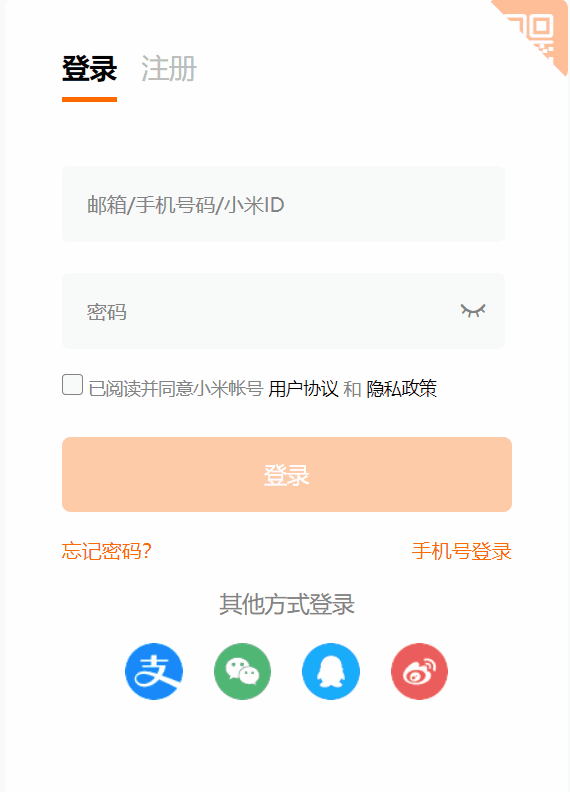 登录 注册
邮箱/手机号码/小米ID
密码
已阅读并同意小米帐号 用户协议 和 隐私政策
登录
忘记密码? 手机号登录
其他方式登录
支